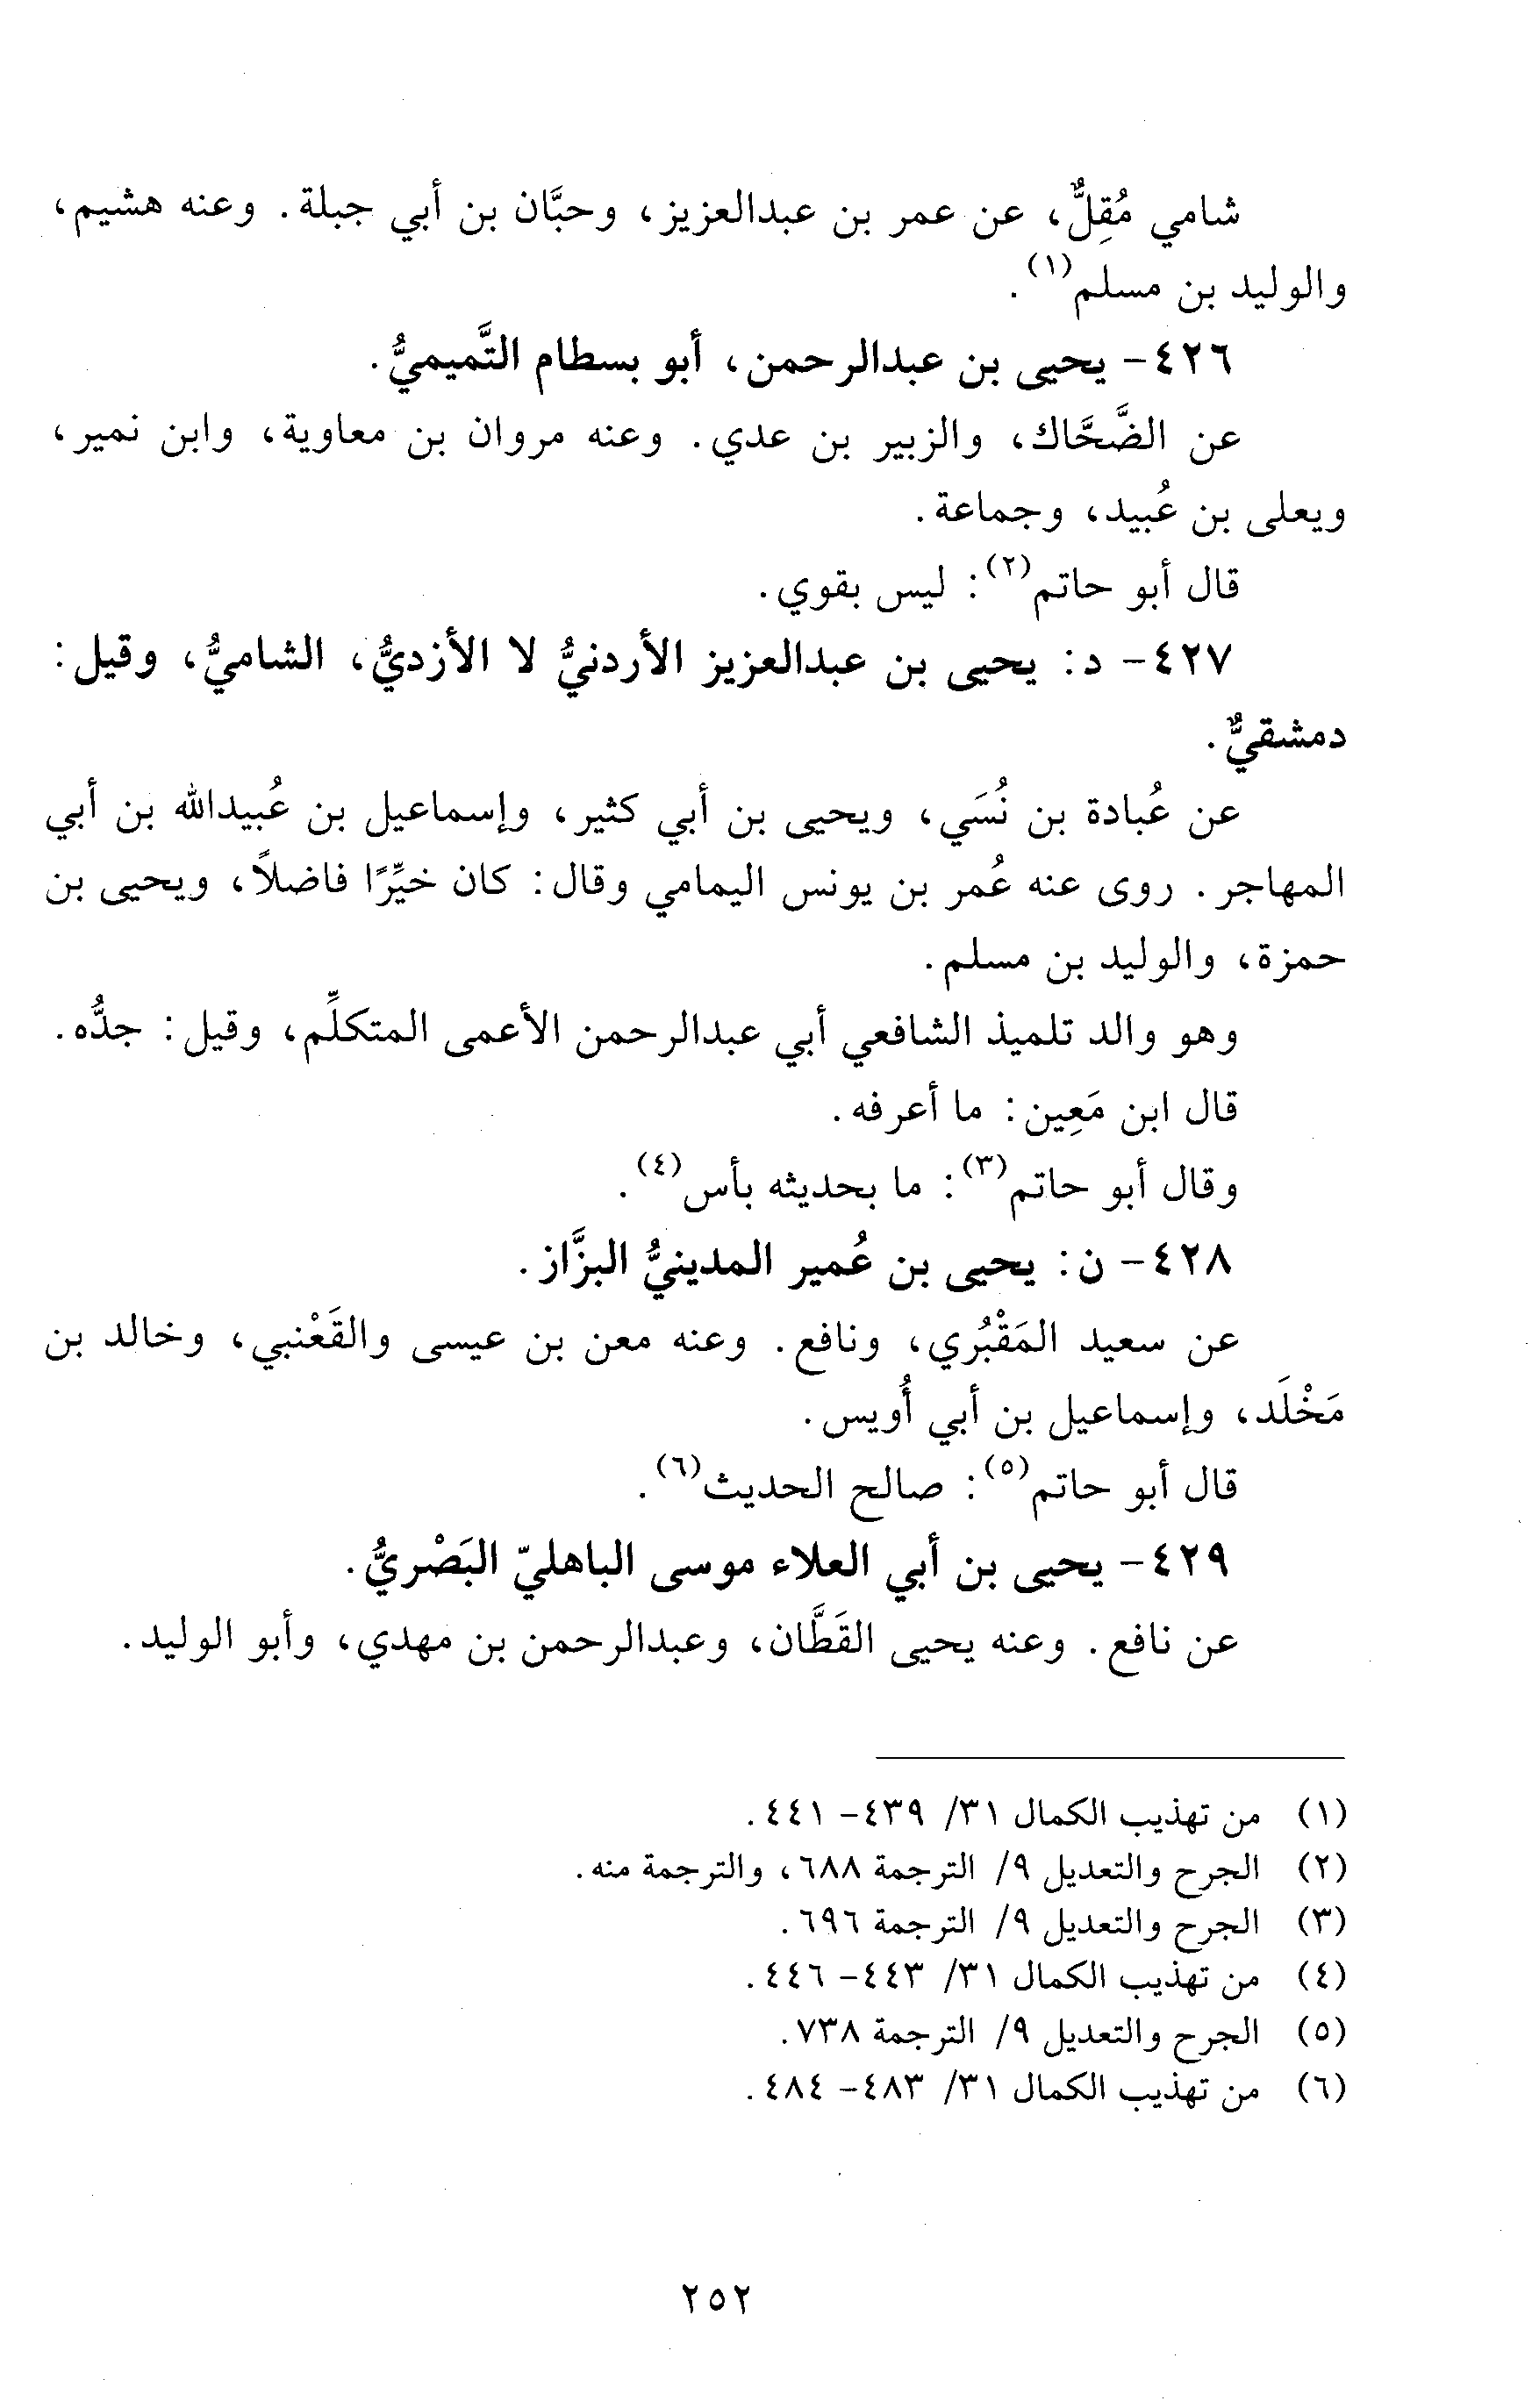 شامي مُقِلٌّ، عن عمر بن عبدالعزيز، وحبَّان بن أبي جبلة. وعنه هشيم،
والوليد بن مسلم(١).
٤٢٦- يحيى بن عبدالرحمن، أبو بسطام التَّميميُّ.
عن الضَّحَّاك، والزبير بن عدي. وعنه مروان بن معاوية، وابن نمير،
ويعلى بن عُبيد، وجماعة.
قال أبو حاتم(٢): ليس بقوي.
٤٢٧- د: يحيى بن عبدالعزيز الأردنيُّ لا الأزديُّ، الشاميُّ، وقيل:
دمشقيٌّ.
عن عُبادة بن نُسَي، ويحيى بن أبي كثير، وإسماعيل بن عُبيدالله بن أبي
المهاجر. روى عنه عُمر بن يونس اليمامي وقال: كان خيِّرًا فاضلاً، ويحيى بن
حمزة، والوليد بن مسلم.
وهو والد تلميذ الشافعي أبي عبدالرحمن الأعمى المتكلِّم، وقيل: جدُّه.
قال ابن مَعِين: ما أعرفه.
وقال أبو حاتم(٣): ما بحديثه بأس(٤).
٤٢٨- ن: يحيى بن عُمير المدينيُّ البزَّاز.
عن سعيد المَقْبُري، ونافع. وعنه معن بن عيسى والقَعْنبي، وخالد بن
مَخْلَد، وإسماعيل بن أبي أُويس.
قال أبو حاتم(٥): صالح الحديث(٦).
٤٢٩- يحيى بن أبي العلاء موسى الباهليّ البَصْريُّ.
عن نافع. وعنه يحيى القَطَّان، وعبدالرحمن بن مهدي، وأبو الوليد.
(١) من تهذيب الكمال ٣١/ ٤٣٩- ٤٤١.
(٢) الجرح والتعديل ٩/ الترجمة ٦٨٨، والترجمة منه.
(٣) الجرح والتعديل ٩/ الترجمة ٦٩٦.
(٤) من تهذيب الكمال ٣١/ ٤٤٣- ٤٤٦.
(٥) الجرح والتعديل ٩/ الترجمة ٧٣٨.
(٦) من تهذيب الكمال ٣١/ ٤٨٣- ٤٨٤.
٢٥٢